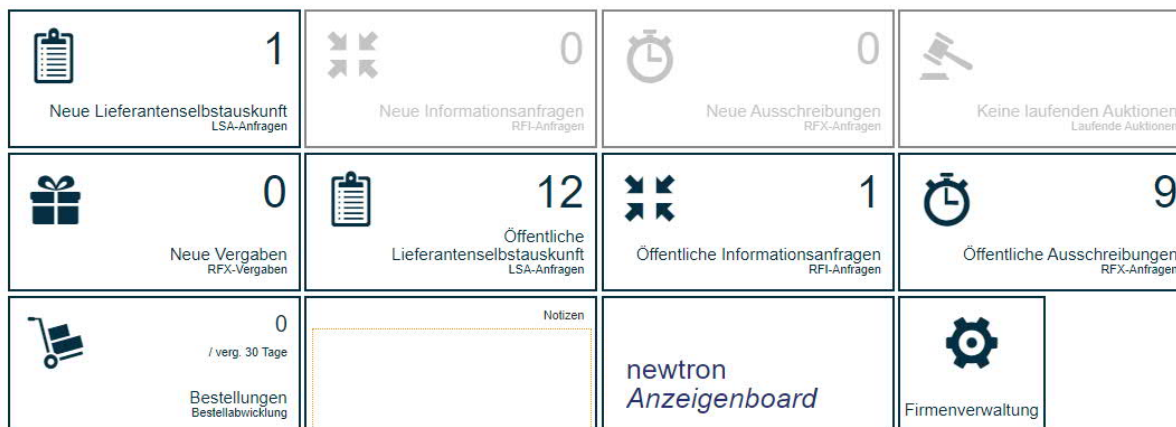 1
Neue Lieferantenselbstauskunft
LSA-Anfragen
0
Neue Informationsanfragen
RFI-Anfragen
0
Neue Ausschreibungen
RFX-Anfragen
Keine laufenden Auktionen
Laufende Auktionen
0
Neue Vergaben
RFX-Vergaben
12
Öffentliche
Lieferantenselbstauskunft
LSA-Anfragen
1
Öffentliche Informationsanfragen
RFI-Anfragen
9
Öffentliche Ausschreibungen
RFX-Anfragen
0
/ verg. 30 Tage
Bestellungen
Bestellabwicklung
Notizen
newtron
Anzeigenboard
Firmenverwaltung